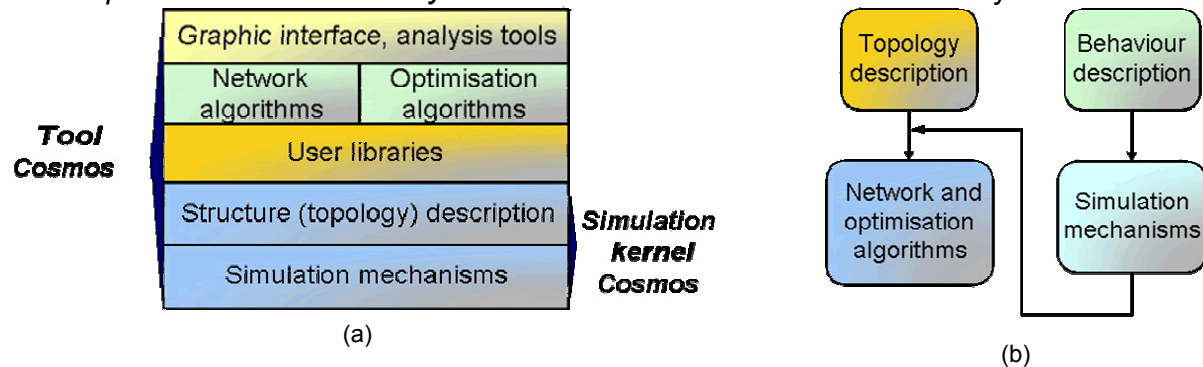 Graphic interface, analysis tools
Network
algorithms
Optimisation
algorithms
User libraries
Structure (topology) description
Simulation mechanisms
Tool
Cosmos
Simulation
kernel
Cosmos
(a)
Topology
description
Behaviour
description
Network and
optimisation
algorithms
Simulation
mechanisms
(b)